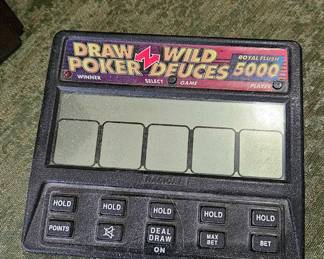 DRAW WILD
POKER DEUCES
ROYAL FLUSH
5000
WINNER SELECT GAME PLAYER
HOLD HOLD HOLD HOLD HOLD
POINTS DEAL DRAW MAX BET BET
ON